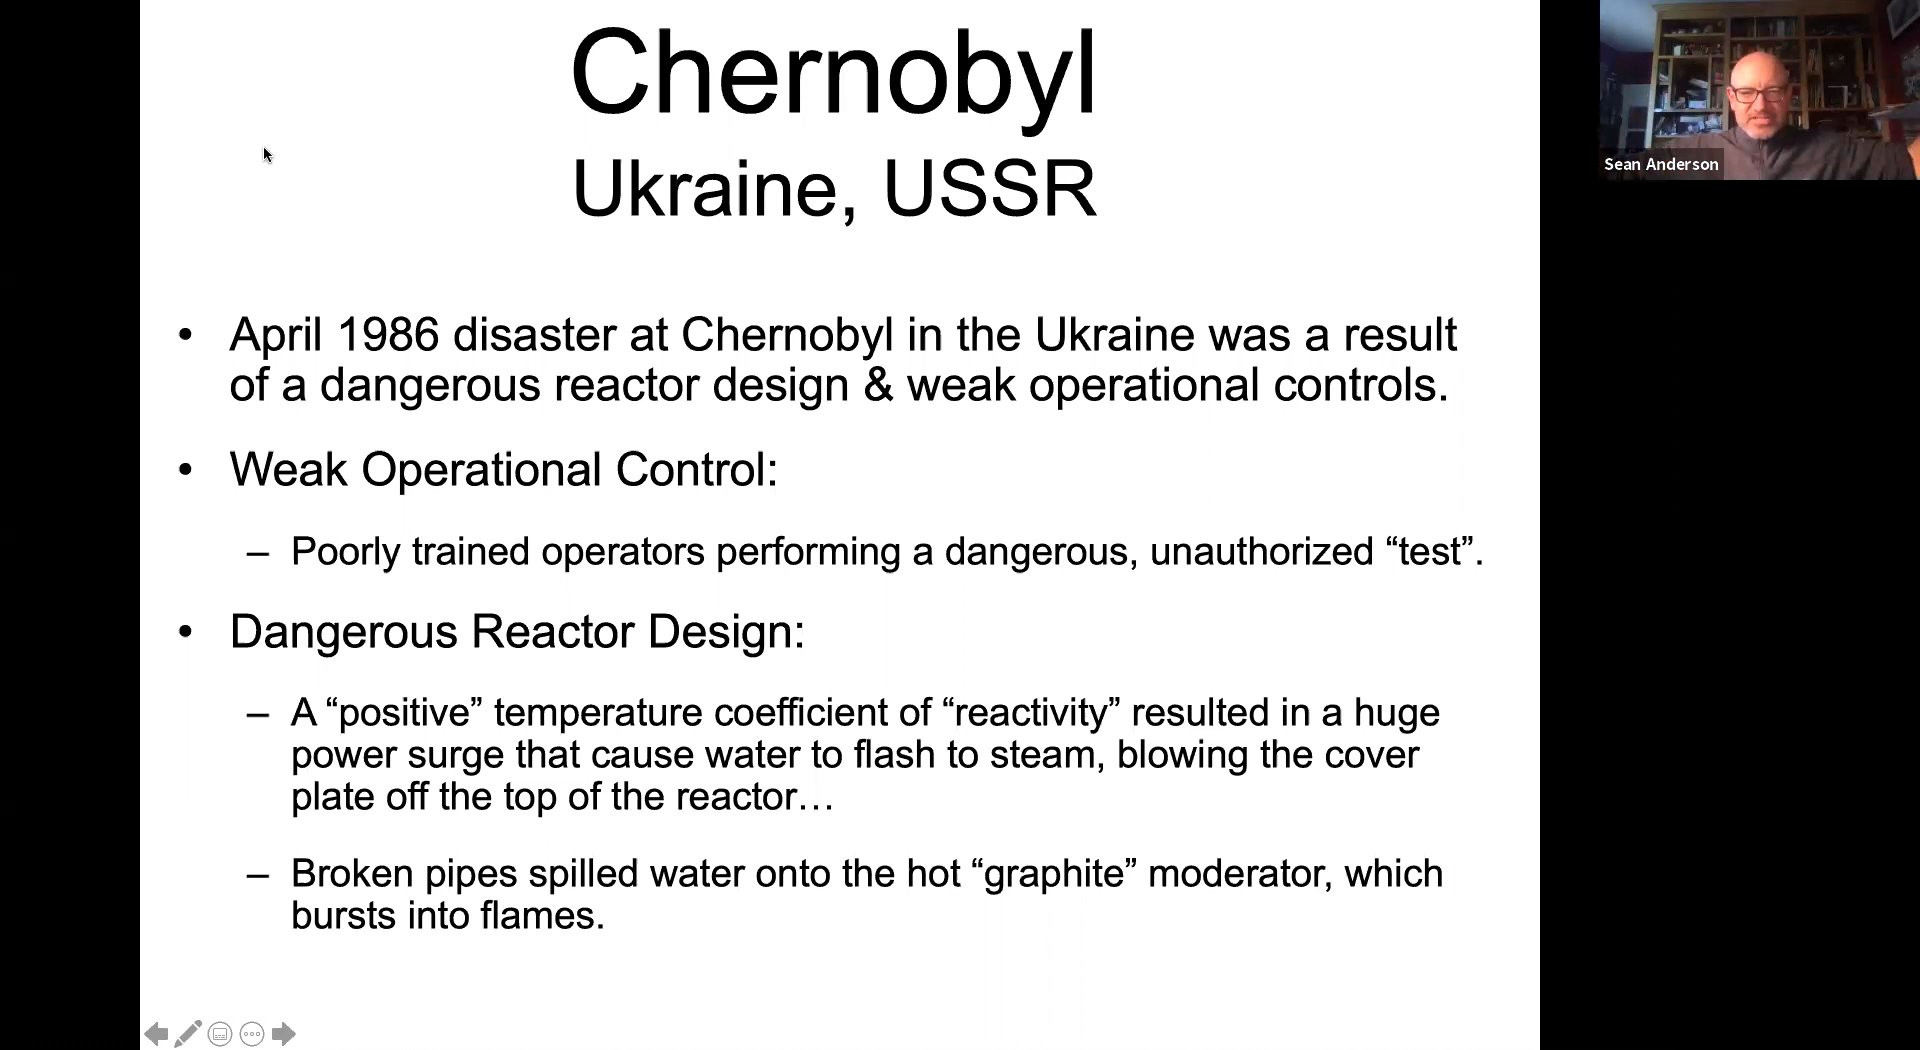 Chernobyl
Ukraine, USSR
Sean Anderson
• April 1986 disaster at Chernobyl in the Ukraine was a result
of a dangerous reactor design & weak operational controls.
• Weak Operational Control:
– Poorly trained operators performing a dangerous, unauthorized “test”.
• Dangerous Reactor Design:
– A “positive” temperature coefficient of “reactivity” resulted in a huge
power surge that cause water to flash to steam, blowing the cover
plate off the top of the reactor…
– Broken pipes spilled water onto the hot “graphite” moderator, which
bursts into flames.